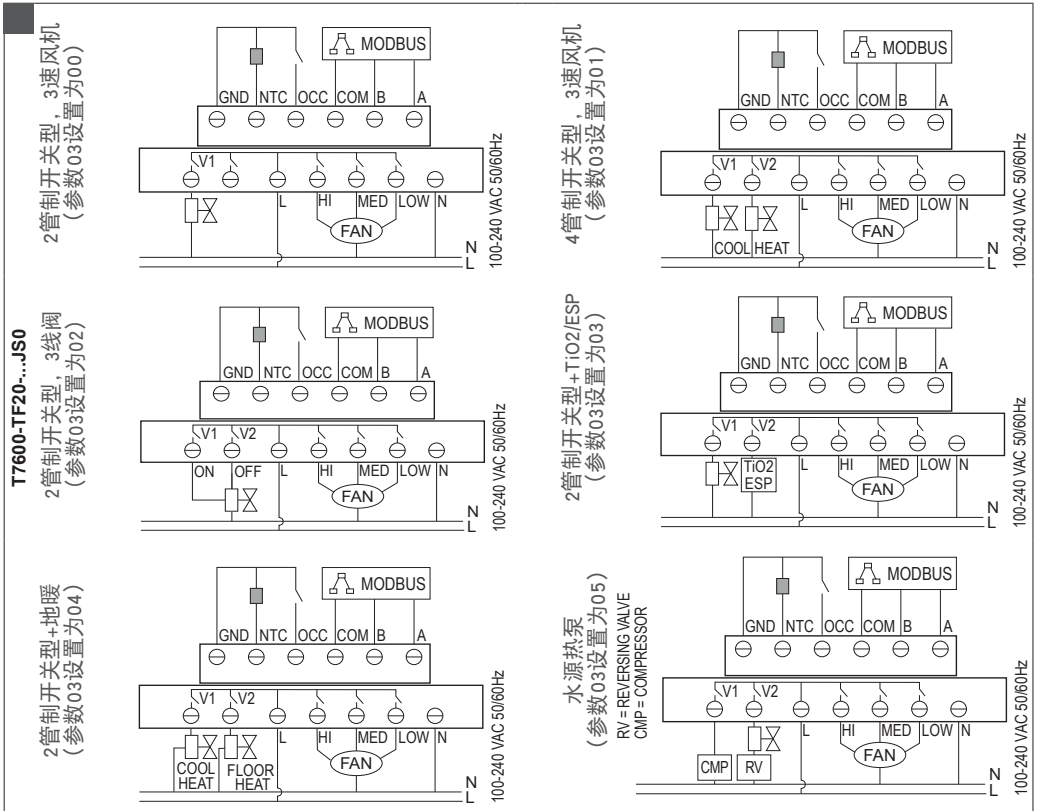 T7600-TF20-...JS0
2管制开关型，3速风机
（参数03设置为00）
MODBUS
GND NTC OCC COM B A
V1
L HI MED LOW N
FAN
N
L
100-240 VAC 50/60Hz
4管制开关型，3速风机
（参数03设置为01）
MODBUS
GND NTC OCC COM B A
V1 V2
L HI MED LOW N
COOL HEAT
FAN
N
L
100-240 VAC 50/60Hz
2管制开关型，3线阀
（参数03设置为02）
MODBUS
GND NTC OCC COM B A
V1 V2
ON OFF L HI MED LOW N
FAN
N
L
100-240 VAC 50/60Hz
2管制开关型+TiO2/ESP
（参数03设置为03）
MODBUS
GND NTC OCC COM B A
V1 V2
L HI MED LOW N
TiO2
ESP
FAN
N
L
100-240 VAC 50/60Hz
2管制开关型+地暖
（参数03设置为04）
MODBUS
GND NTC OCC COM B A
V1 V2
L HI MED LOW N
COOL
HEAT
FLOOR
HEAT
FAN
N
L
100-240 VAC 50/60Hz
水源热泵
（参数03设置为05）
RV = REVERSING VALVE
CMP = COMPRESSOR
MODBUS
GND NTC OCC COM B A
V1 V2
L HI MED LOW N
CMP RV
FAN
N
L
100-240 VAC 50/60Hz